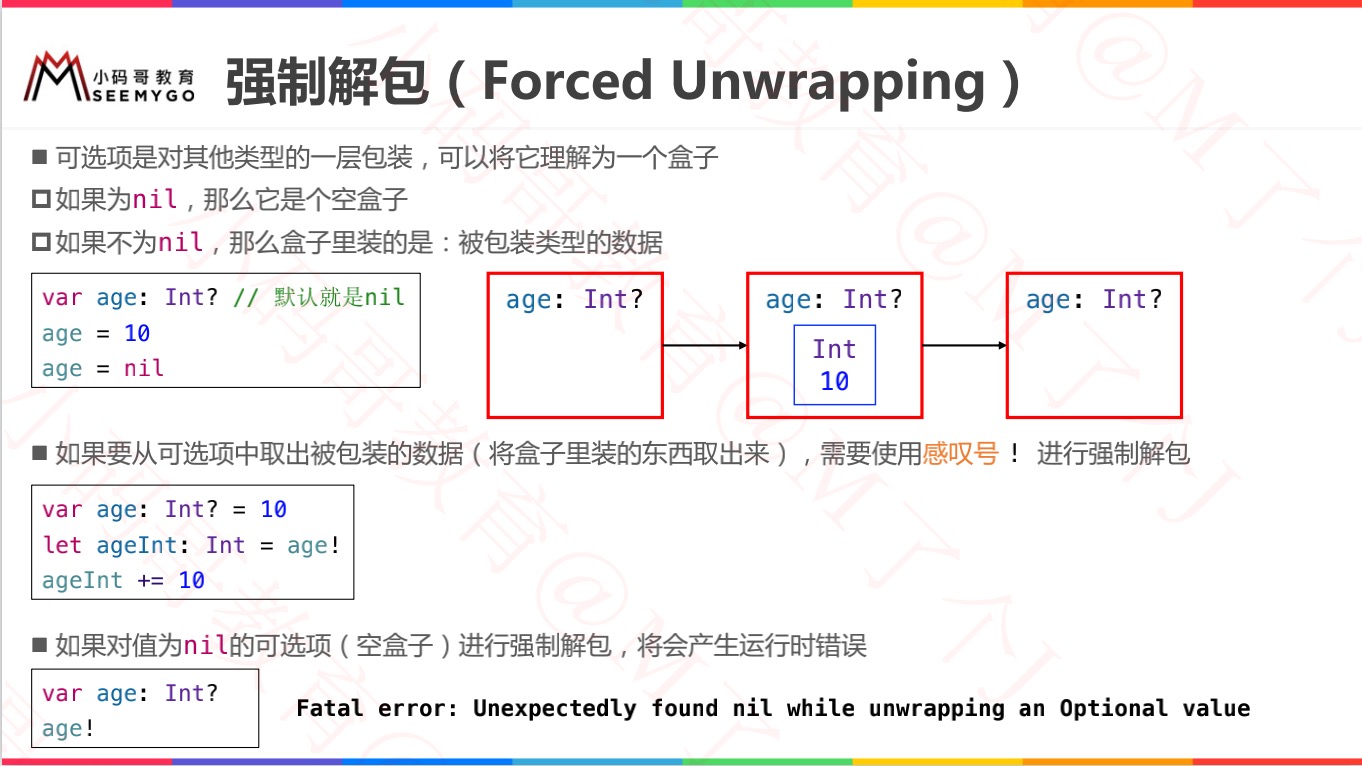 小码哥教育
SEEMYGO
强制解包（Forced Unwrapping）
■ 可选项是对其他类型的一层包装，可以将它理解为一个盒子
如果为nil，那么它是个空盒子
如果不为nil，那么盒子里装的是：被包装类型的数据
var age: Int? // 默认就是nil
age = 10
age = nil
age: Int?
age: Int?
Int
10
age: Int?
■ 如果要从可选项中取出被包装的数据（将盒子里装的东西取出来），需要使用感叹号 ! 进行强制解包
var age: Int? = 10
let ageInt: Int = age!
ageInt += 10
■ 如果对值为nil的可选项（空盒子）进行强制解包，将会产生运行时错误
var age: Int?
age!
Fatal error: Unexpectedly found nil while unwrapping an Optional value
小码哥教育@M了个J